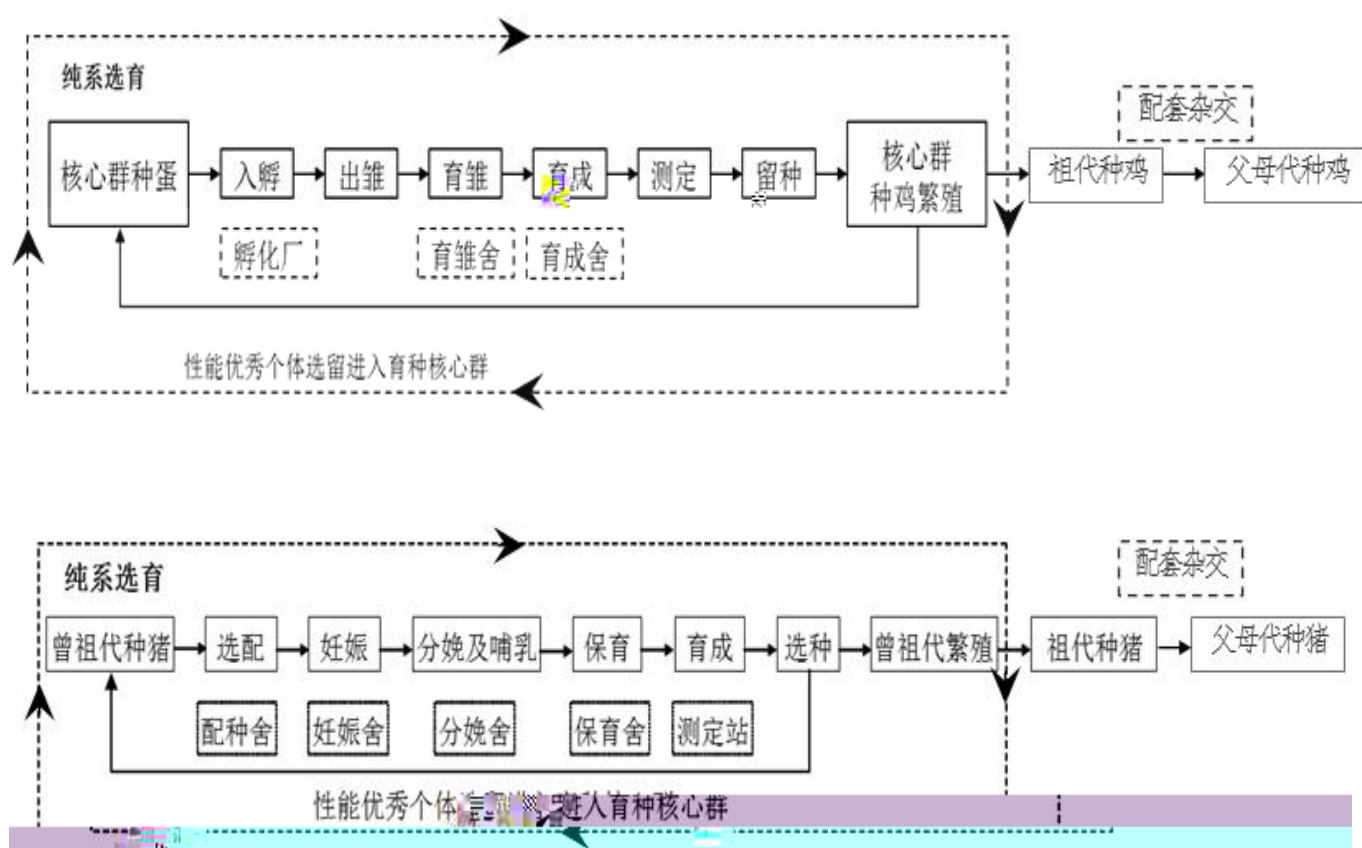 纯系选育
配套杂交
核心群种蛋
入孵
出雏
育雏
育成
测定
留种
核心群
种鸡繁殖
祖代种鸡
父母代种鸡
孵化厂
育雏舍
育成舍
性能优秀个体选留进入育种核心群
纯系选育
配套杂交
曾祖代种猪
选配
妊娠
分娩及哺乳
保育
育成
选种
曾祖代繁殖
祖代种猪
父母代种猪
配种舍
妊娠舍
分娩舍
保育舍
测定站
性能优秀个体 进入育种核心群